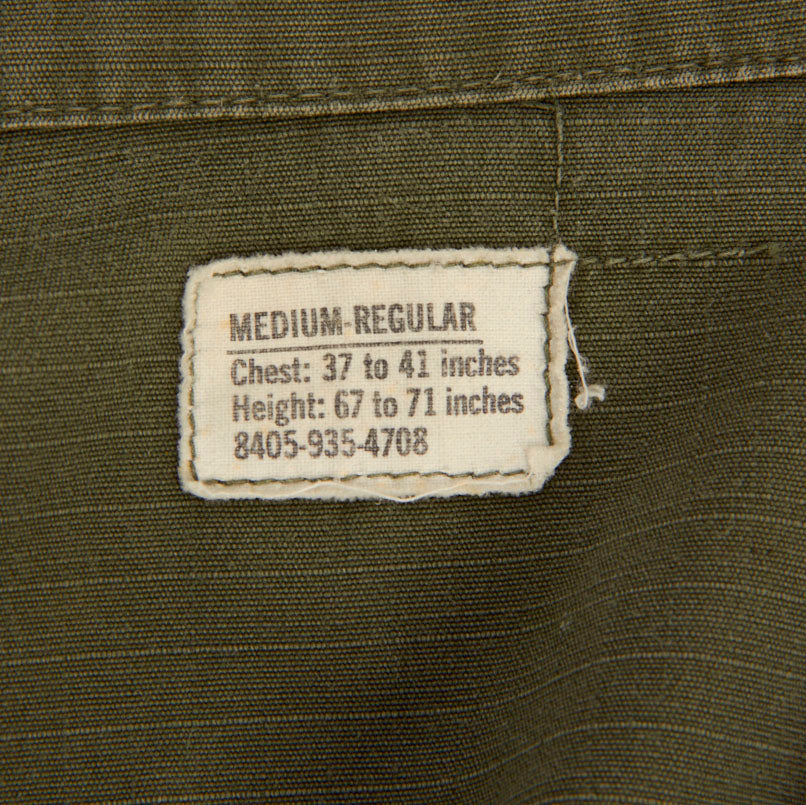 MEDIUM-REGULAR
Chest: 37 to 41 inches
Height: 67 to 71 inches
8405-935-4708